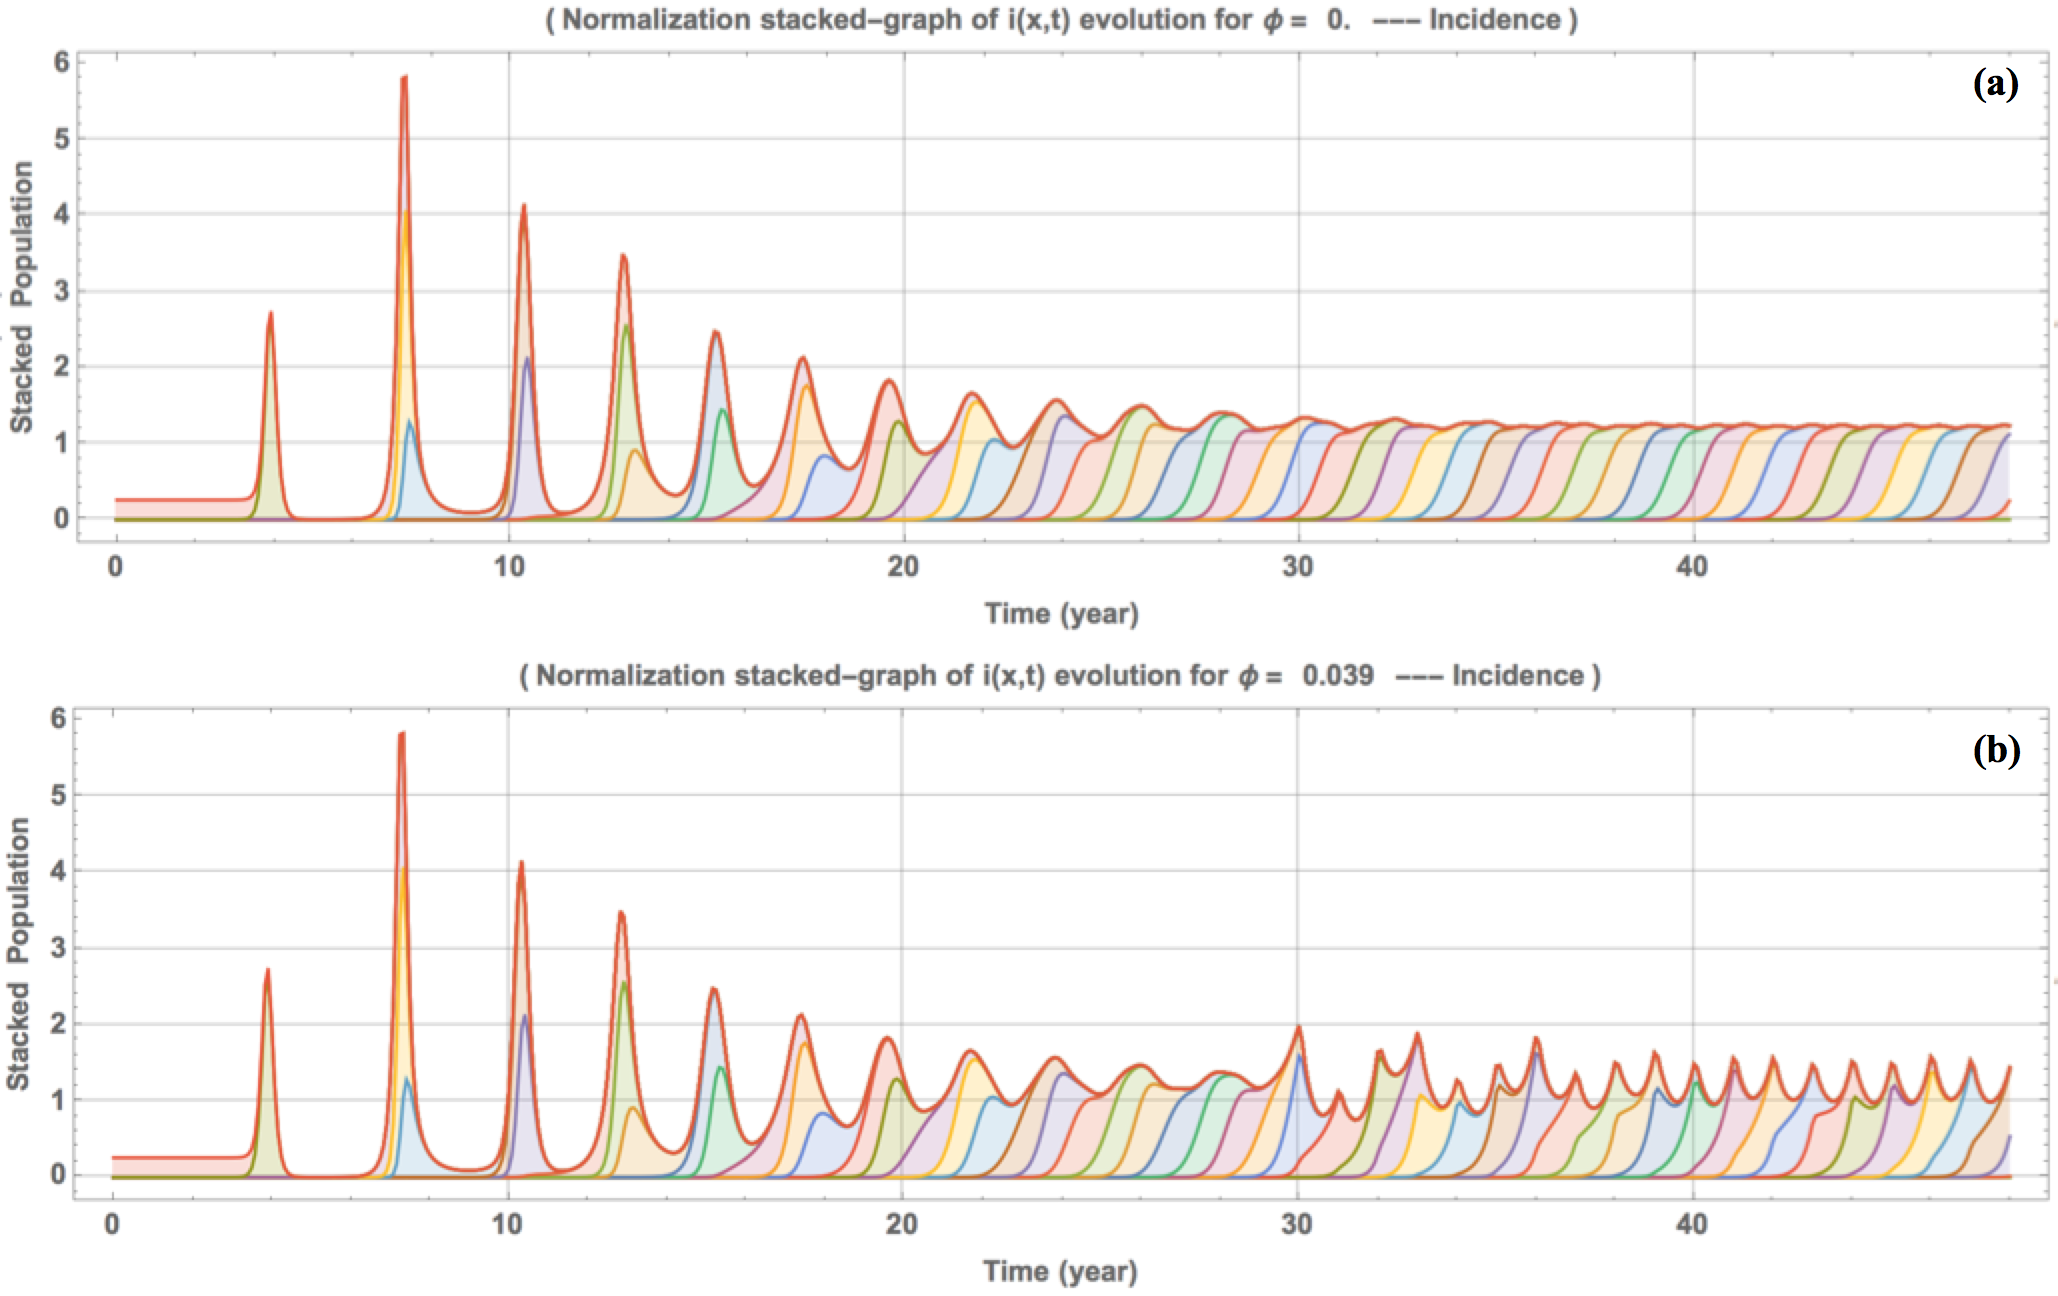 ( Normalization stacked–graph of i(x,t) evolution for ϕ = 0. ––– Incidence )
(a)
Stacked Population
6
5
4
3
2
1
0
0 10 20 30 40
Time (year)
( Normalization stacked–graph of i(x,t) evolution for ϕ = 0.039 ––– Incidence )
(b)
Stacked Population
6
5
4
3
2
1
0
0 10 20 30 40
Time (year)